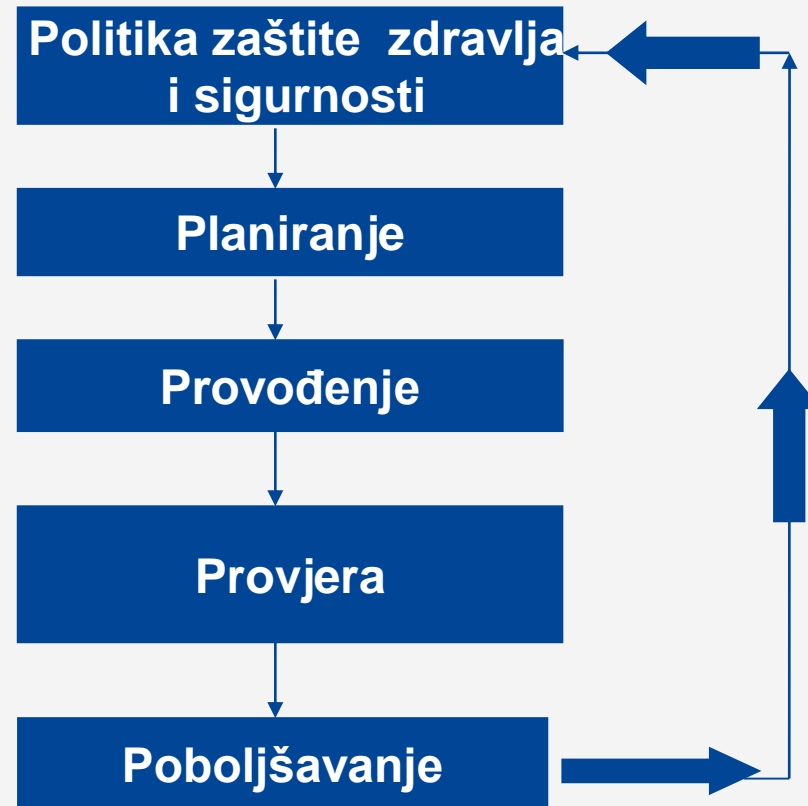 Politika zaštite zdravlja
i sigurnosti
Planiranje
Provođenje
Provjera
Poboljšavanje